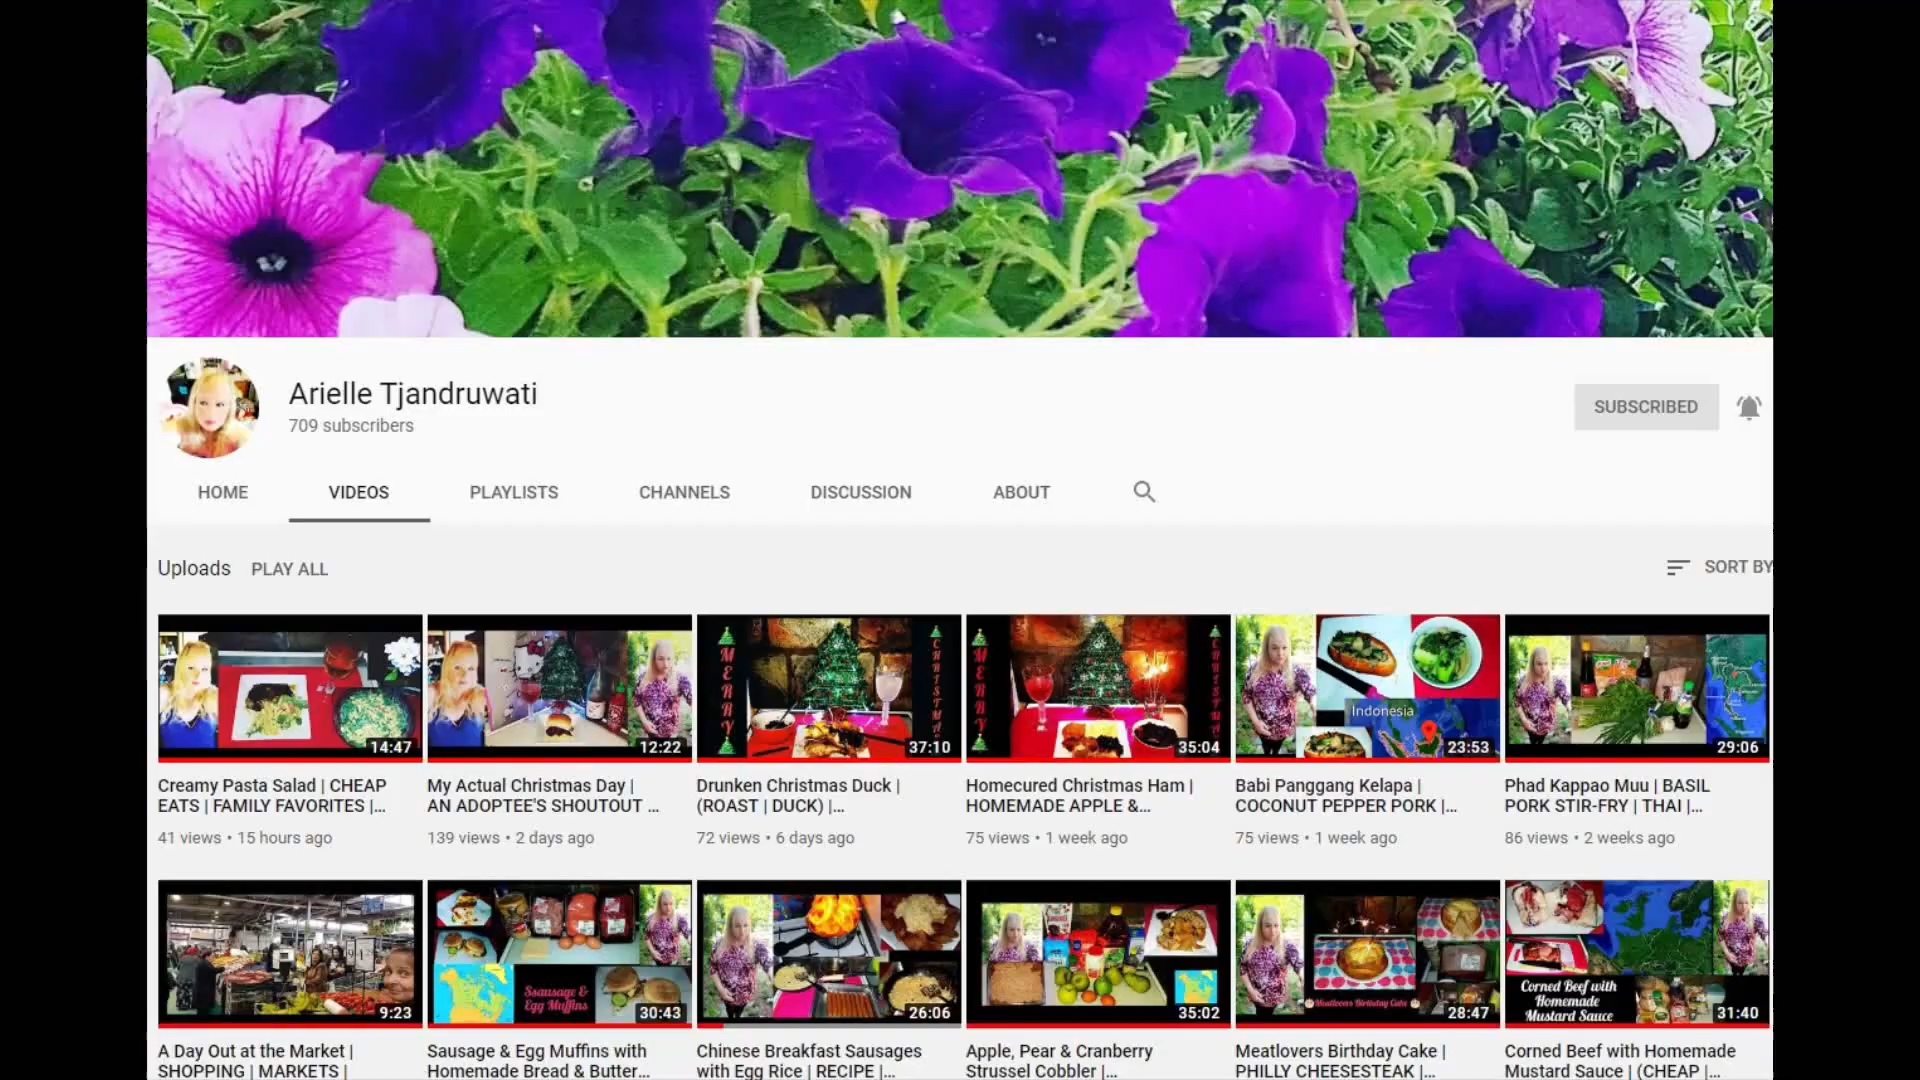 Arielle Tjandruwati
709 subscribers
SUBSCRIBED
HOME
VIDEOS
PLAYLISTS
CHANNELS
DISCUSSION
ABOUT
Uploads
PLAY ALL
SORT BY
14:47
12:22
MERRY
CHRISTMAS
37:10
MERRY
CHRISTMAS
35:04
Indonesia
23:53
29:06
Creamy Pasta Salad | CHEAP
EATS | FAMILY FAVORITES |...
41 views • 15 hours ago
My Actual Christmas Day |
AN ADOPTEE'S SHOUTOUT ...
139 views • 2 days ago
Drunken Christmas Duck |
(ROAST | DUCK) |...
72 views • 6 days ago
Homecured Christmas Ham |
HOMEMADE APPLE &...
75 views • 1 week ago
Babi Panggang Kelapa |
COCONUT PEPPER PORK |...
75 views • 1 week ago
Phad Kappao Muu | BASIL
PORK STIR-FRY | THAI |...
86 views • 2 weeks ago
9:23
Ssausage &
Egg Muffins
30:43
26:06
35:02
Meatlovers Birthday Cake
28:47
Corned Beef with
Homemade
Mustard Sauce
31:40
A Day Out at the Market |
SHOPPING | MARKETS |
Sausage & Egg Muffins with
Homemade Bread & Butter...
Chinese Breakfast Sausages
with Egg Rice | RECIPE |...
Apple, Pear & Cranberry
Strussel Cobbler |...
Meatlovers Birthday Cake |
PHILLY CHEESESTEAK |...
Corned Beef with Homemade
Mustard Sauce | (CHEAP |...